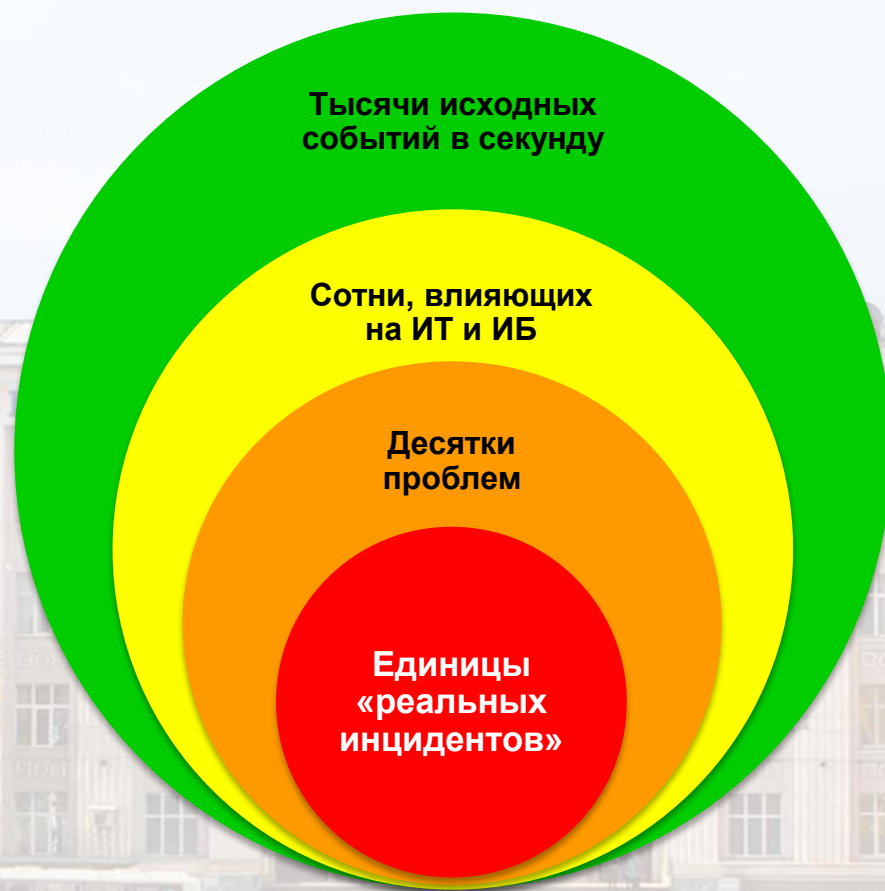 Тысячи исходных
событий в секунду
Сотни, влияющих
на ИТ и ИБ
Десятки
проблем
Единицы
«реальных
инцидентов»